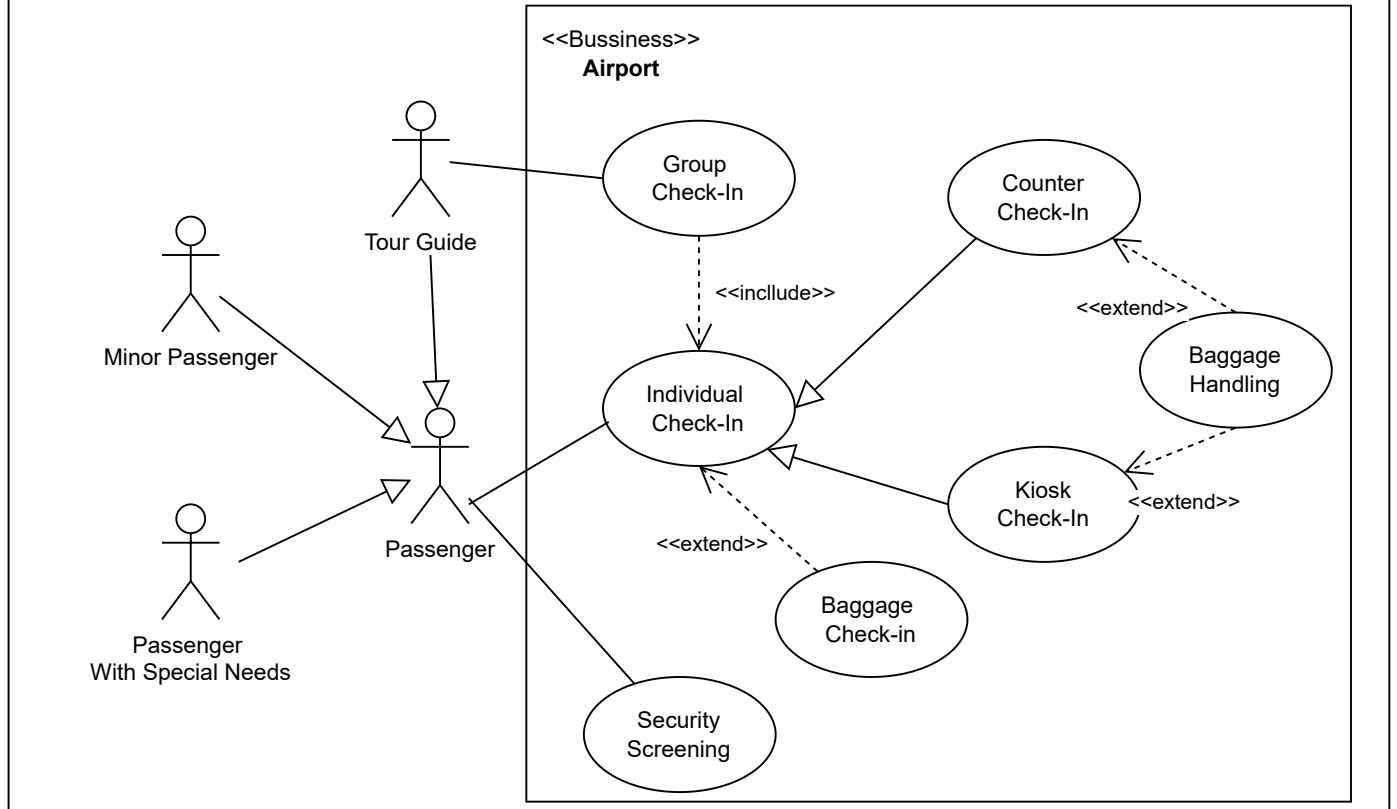 <<Bussiness>>
Airport
Group
Check-In
Counter
Check-In
Tour Guide
<<incllude>>
<<extend>>
Minor Passenger
Baggage
Handling
Individual
Check-In
Kiosk
Check-In
<<extend>>
Passenger
<<extend>>
Baggage
Check-in
Passenger
With Special Needs
Security
Screening